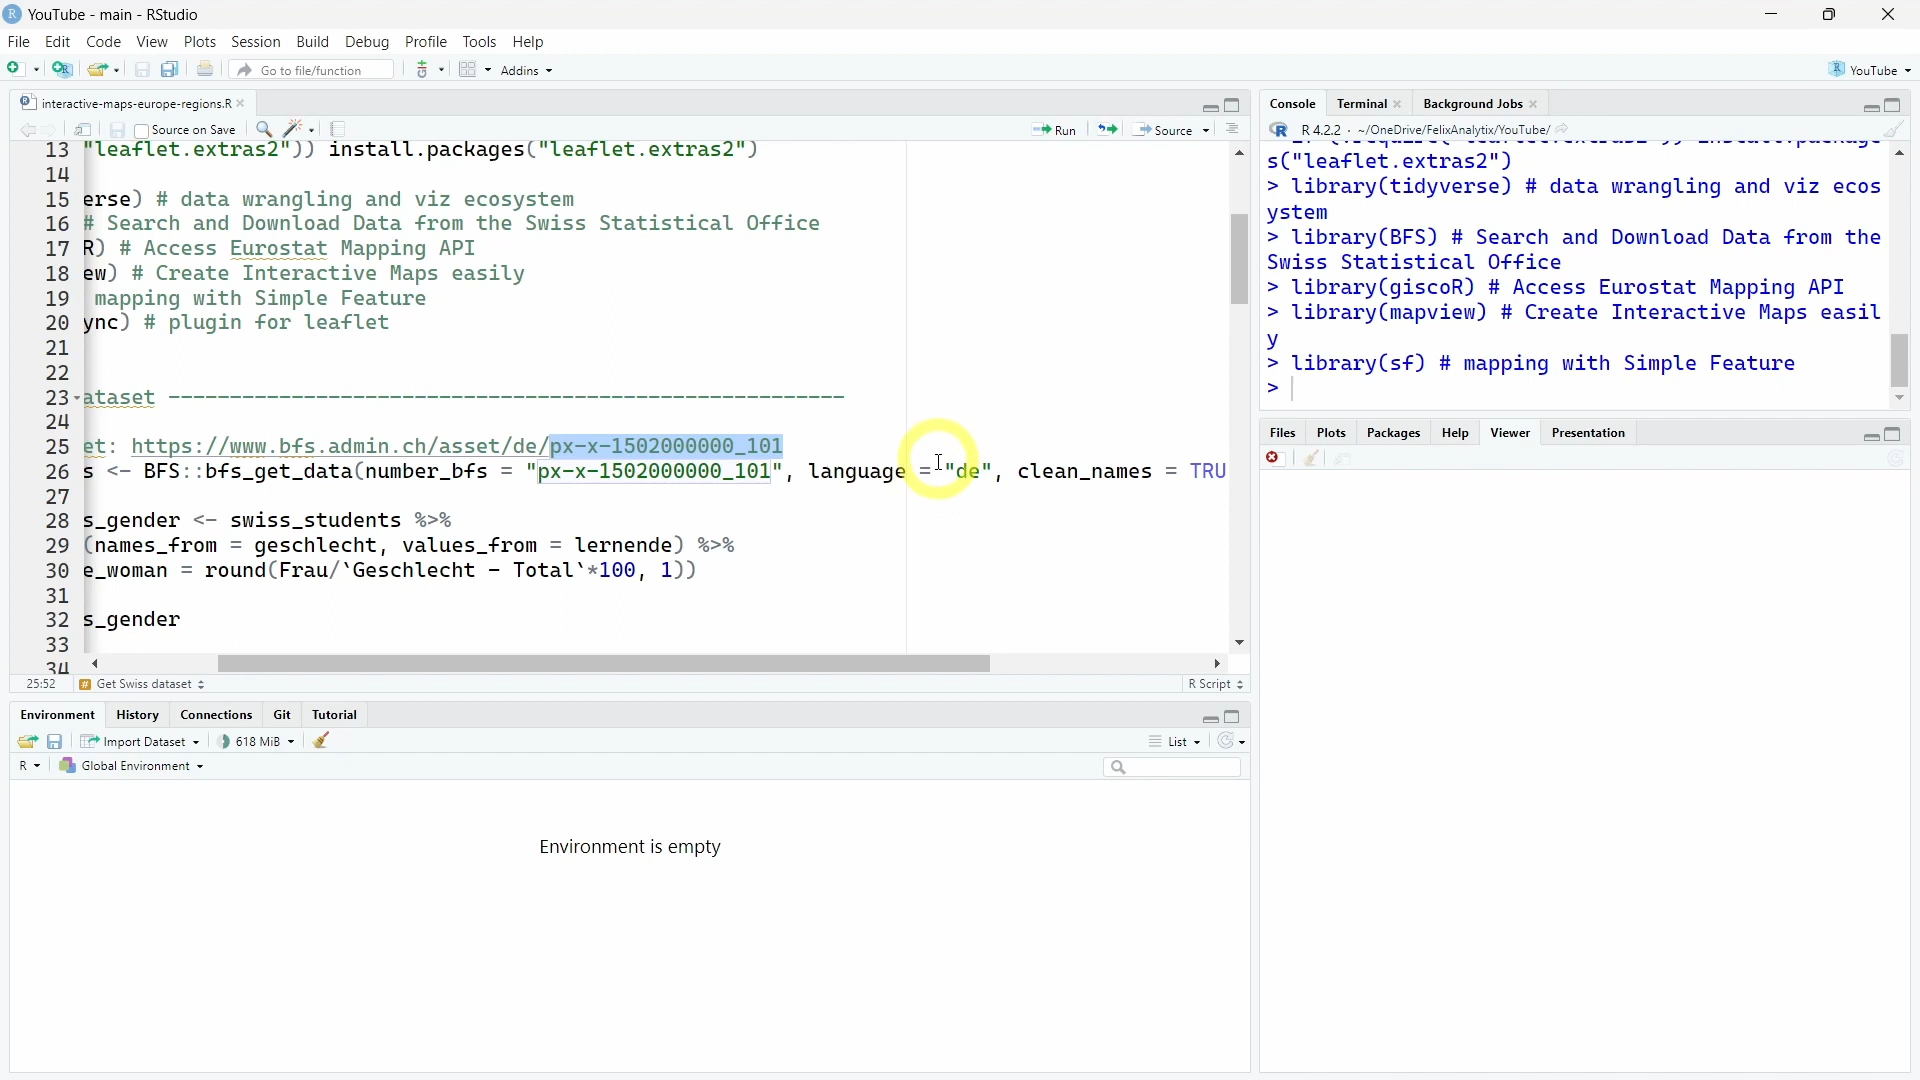 YouTube - main - RStudio
File Edit Code View Plots Session Build Debug Profile Tools Help
Go to file/function
Addins
YouTube
interactive-maps-europe-regions.R
Source on Save
Run
Source
13 "leaflet.extras2")) install.packages("leaflet.extras2")
14
15 erse) # data wrangling and viz ecosystem
16 # Search and Download Data from the Swiss Statistical Office
17 R) # Access Eurostat Mapping API
18 ew) # Create Interactive Maps easily
19 mapping with Simple Feature
20 ync) # plugin for leaflet
21
22
23 ataset -------------------------------------------------------
24
25 et: https://www.bfs.admin.ch/asset/de/px-x-1502000000_101
26 s <- BFS::bfs_get_data(number_bfs = "px-x-1502000000_101", language = "de", clean_names = TRU
27
28 s_gender <- swiss_students %>%
29 (names_from = geschlecht, values_from = lernende) %>%
30 e_woman = round(Frau/`Geschlecht - Total`*100, 1))
31
32 s_gender
33
34
25:52
# Get Swiss dataset
R Script
Environment History Connections Git Tutorial
Import Dataset
618 MiB
List
R
Global Environment
Environment is empty
Console Terminal Background Jobs
R 4.2.2 · ~/OneDrive/FelixAnalytix/YouTube/
s("leaflet.extras2")
> library(tidyverse) # data wrangling and viz ecos
ystem
> library(BFS) # Search and Download Data from the
Swiss Statistical Office
> library(giscoR) # Access Eurostat Mapping API
> library(mapview) # Create Interactive Maps easil
y
> library(sf) # mapping with Simple Feature
>
Files Plots Packages Help Viewer Presentation